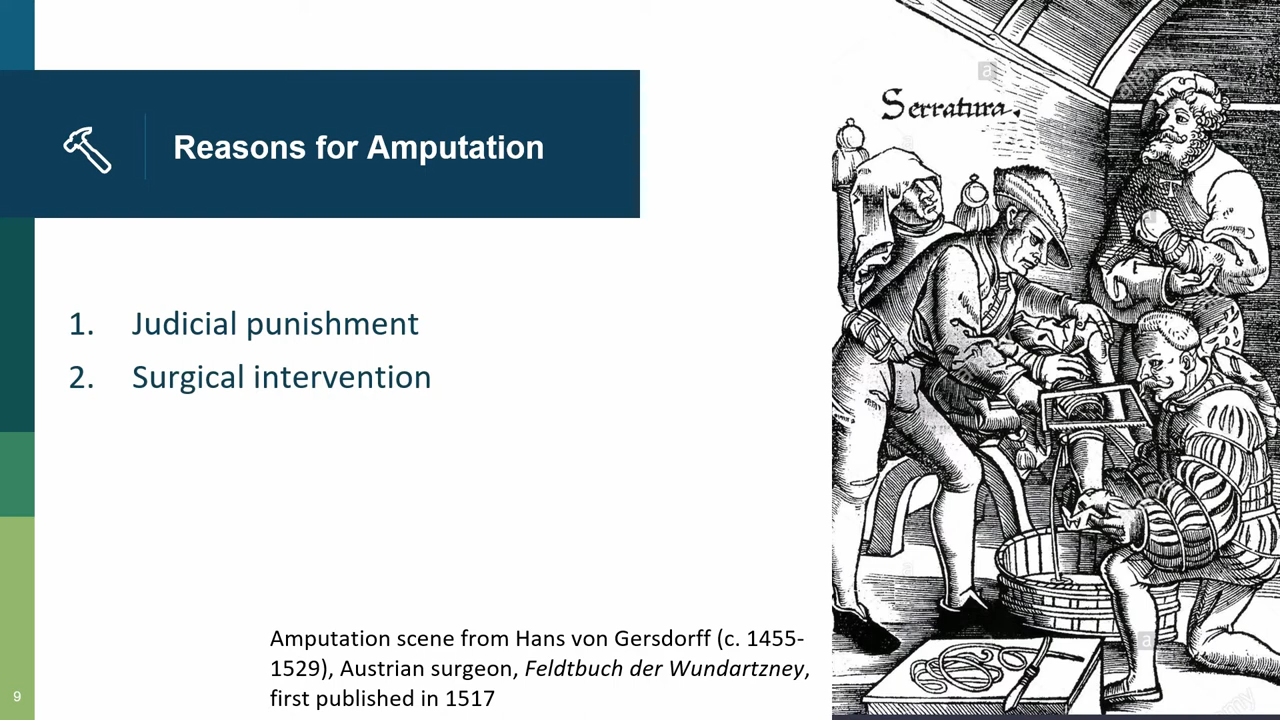 Reasons for Amputation
1. Judicial punishment
2. Surgical intervention
Serratura.
Amputation scene from Hans von Gersdorff (c. 1455-
1529), Austrian surgeon, Feldtbuch der Wundartzney,
first published in 1517
9